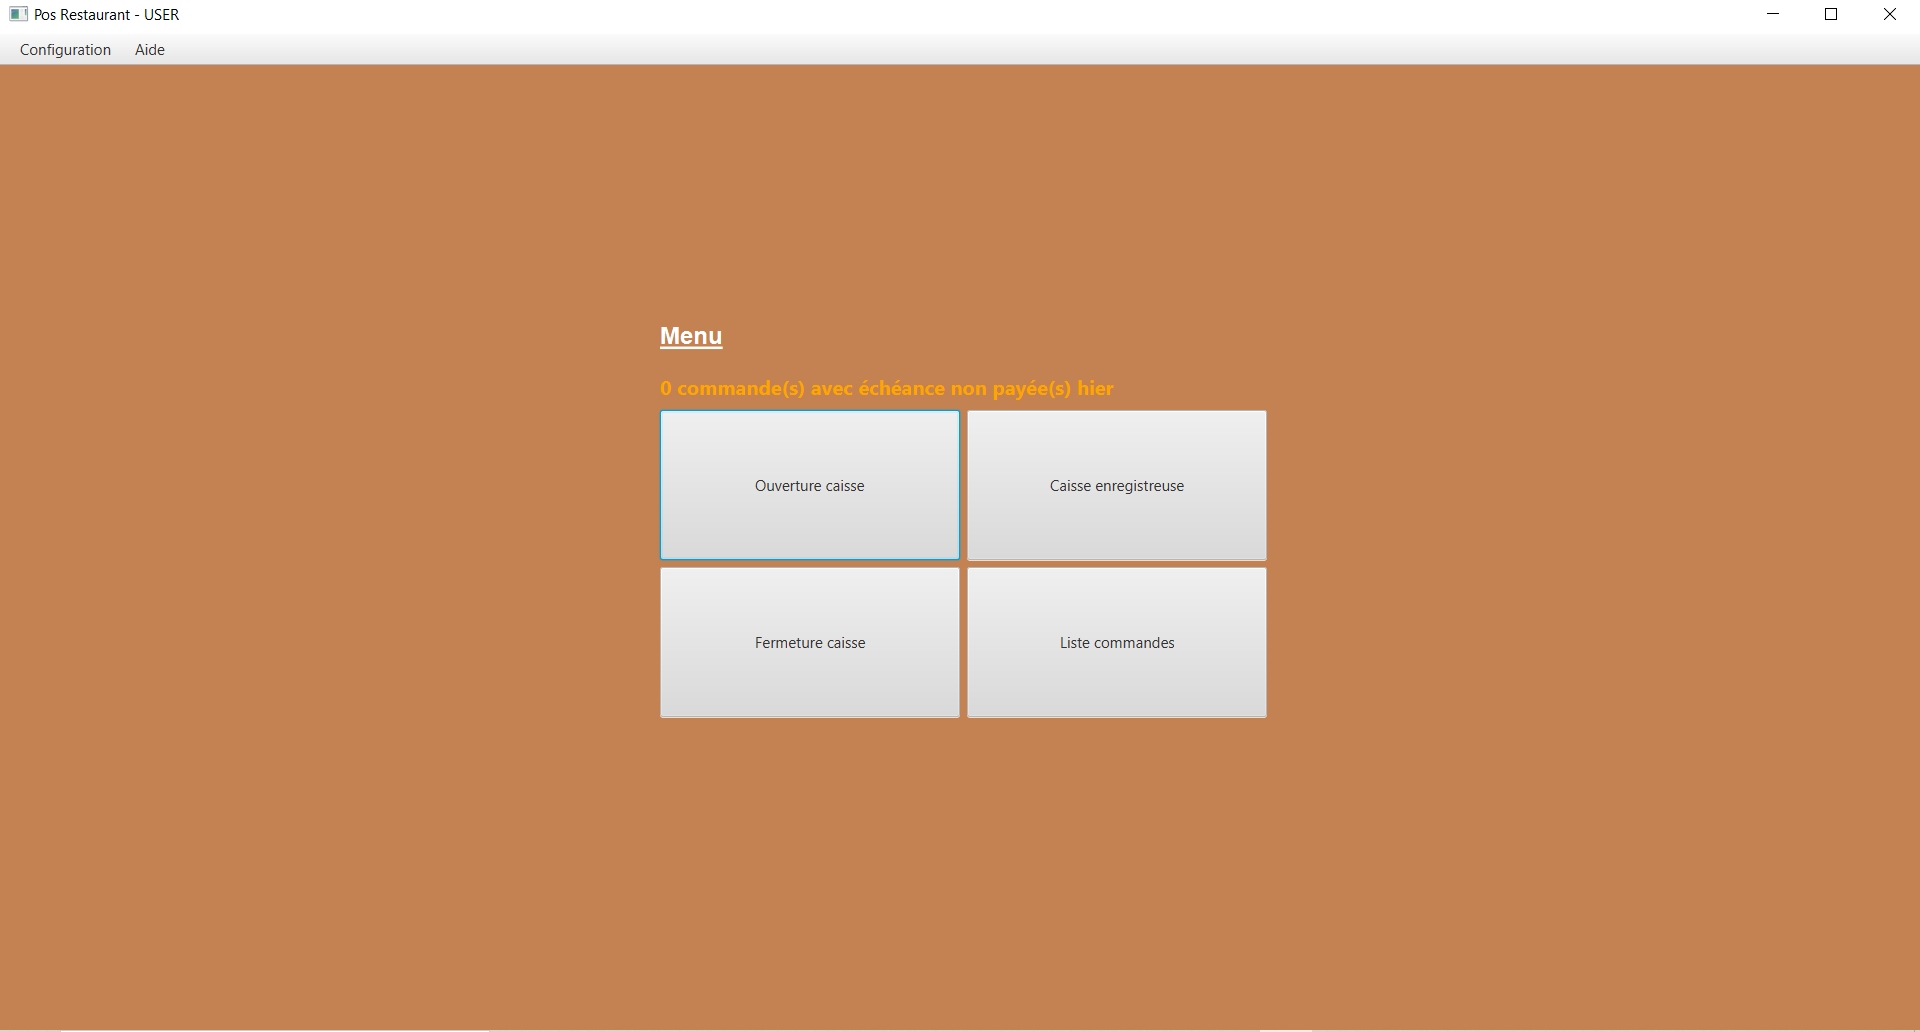 Pos Restaurant - USER
Configuration Aide
Menu
0 commande(s) avec échéance non payée(s) hier
Ouverture caisse Caisse enregistreuse
Fermeture caisse Liste commandes